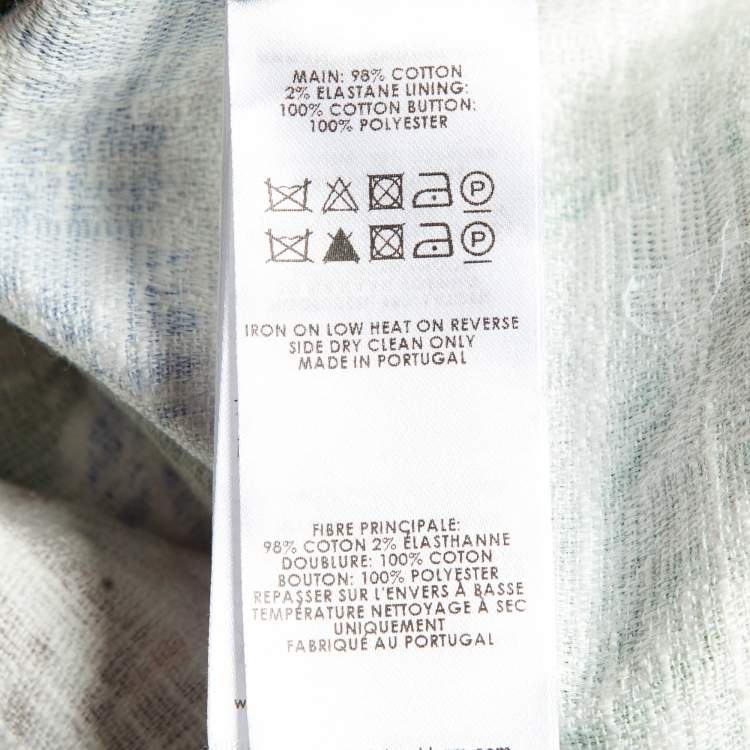 MAIN: 98% COTTON
2% ELASTANE LINING:
100% COTTON BUTTON:
100% POLYESTER
P
P
IRON ON LOW HEAT ON REVERSE
SIDE DRY CLEAN ONLY
MADE IN PORTUGAL
FIBRE PRINCIPALE:
98% COTON 2% ÉLASTHANNE
DOUBLURE: 100% COTON
BOUTON: 100% POLYESTER
REPASSER SUR L'ENVERS À BASSE
TEMPÉRATURE NETTOYAGE À SEC
UNIQUEMENT
FABRIQUÉ AU PORTUGAL